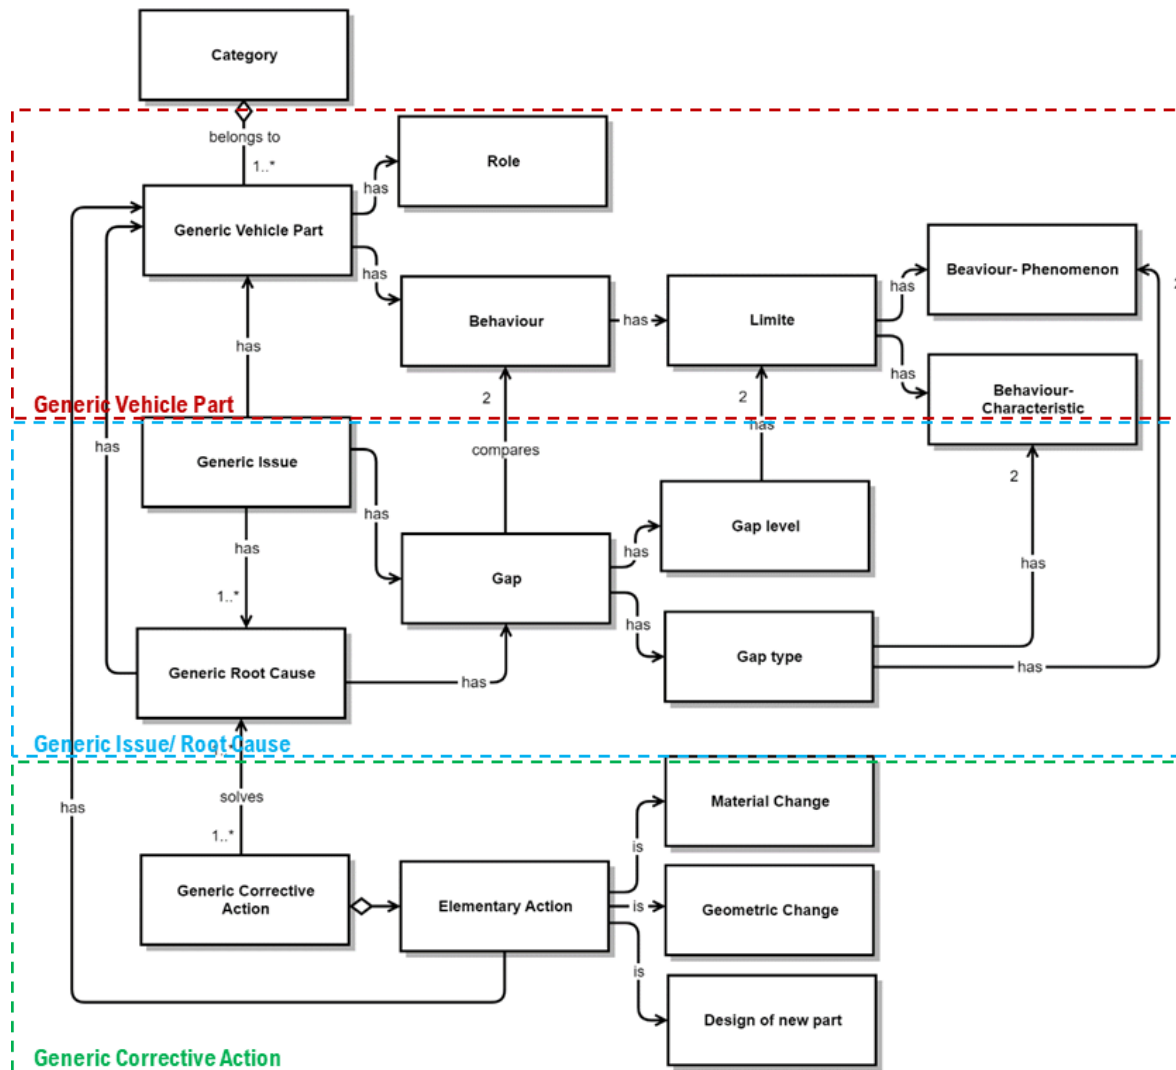 Category
belongs to
1..*
Role
has
Generic Vehicle Part
has
Beaviour- Phenomenon
has
2
Behaviour
has
Limite
has
Behaviour-
Characteristic
has
2
2
Generic Vehicle Part
has
has
Generic Issue
compares
2
has
Gap level
has
has
Gap
has
1..*
has
Gap type
has
Generic Root Cause
has
Generic Issue/ Root Cause
has
solves
Material Change
1..*
is
Generic Corrective
Action
Elementary Action
is
Geometric Change
is
Design of new part
Generic Corrective Action